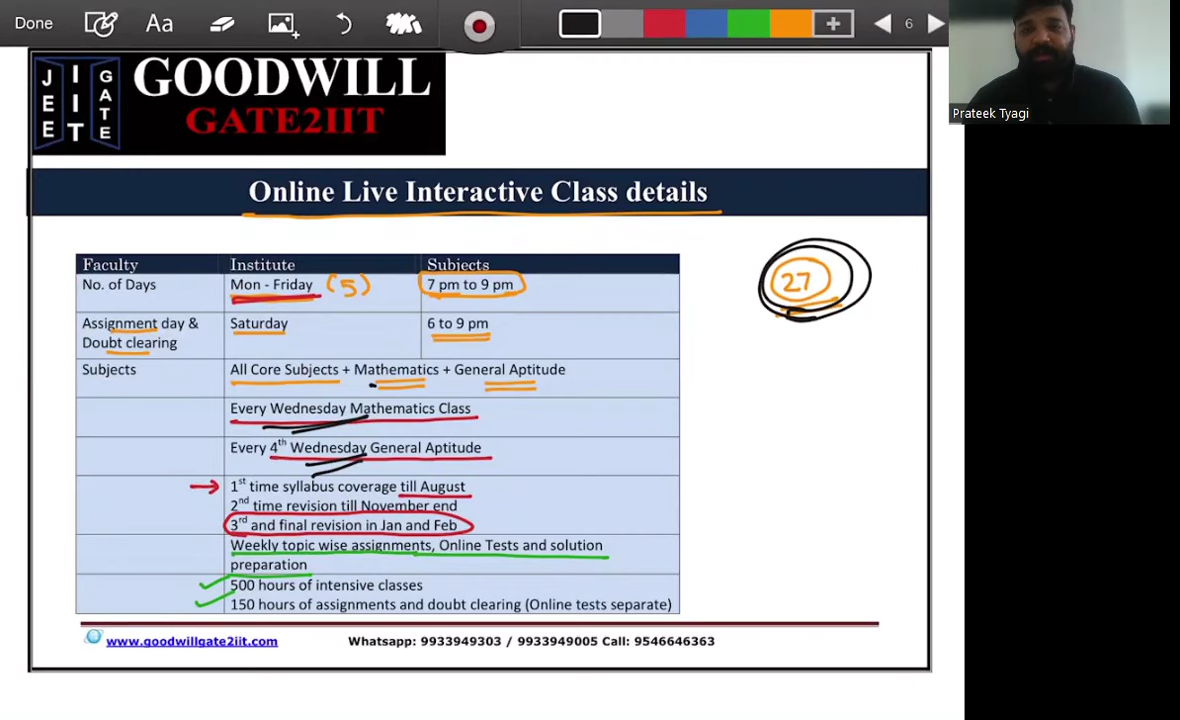 Done
Aa
6
Prateek Tyagi
JEE IIT GATE
GOODWILL
GATE2IIT
Online Live Interactive Class details
Faculty Institute Subjects
No. of Days Mon - Friday (5) 7 pm to 9 pm
27
Assignment day & Saturday 6 to 9 pm
Doubt clearing
Subjects All Core Subjects + Mathematics + General Aptitude
Every Wednesday Mathematics Class
Every 4th Wednesday General Aptitude
1st time syllabus coverage till August
2nd time revision till November end
3rd and final revision in Jan and Feb
Weekly topic wise assignments, Online Tests and solution
preparation
500 hours of intensive classes
150 hours of assignments and doubt clearing (Online tests separate)
www.goodwillgate2iit.com Whatsapp: 9933949303 / 9933949005 Call: 9546646363